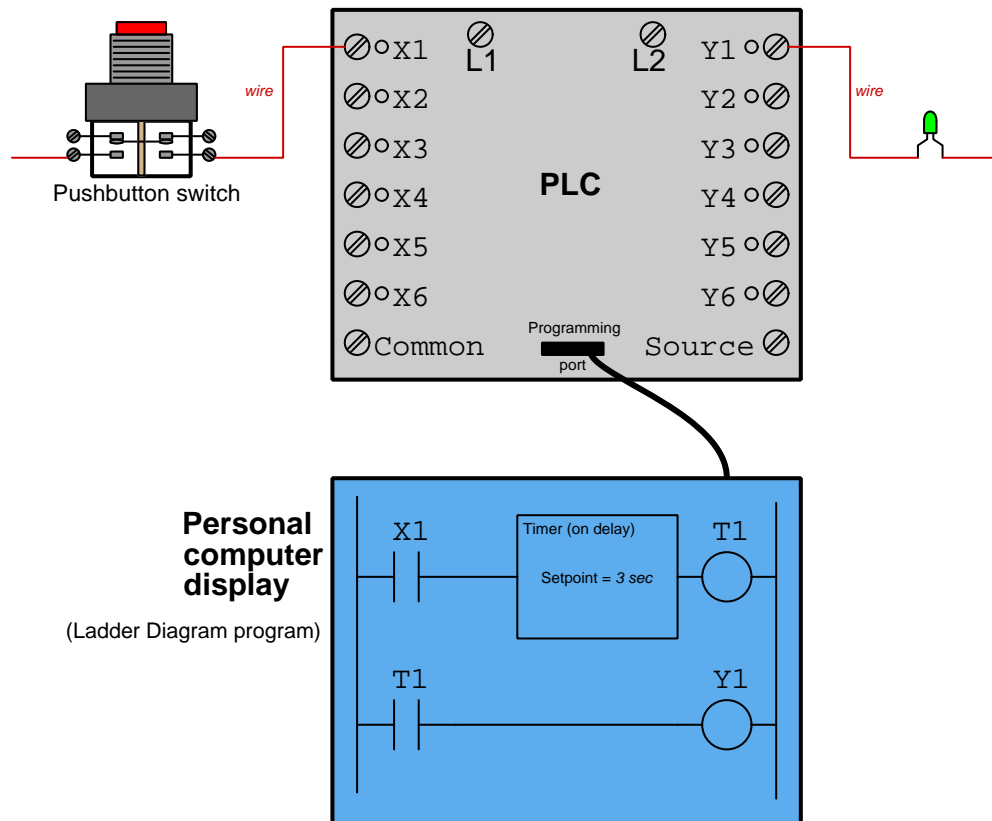 X1 L1 L2 Y1
wire wire
X2 Y2
X3 Y3
Pushbutton switch
PLC
X4 Y4
X5 Y5
X6 Y6
Programming
Common Source
port
Personal
computer
display
(Ladder Diagram program)
X1 Timer (on delay) T1
Setpoint = 3 sec
T1 Y1